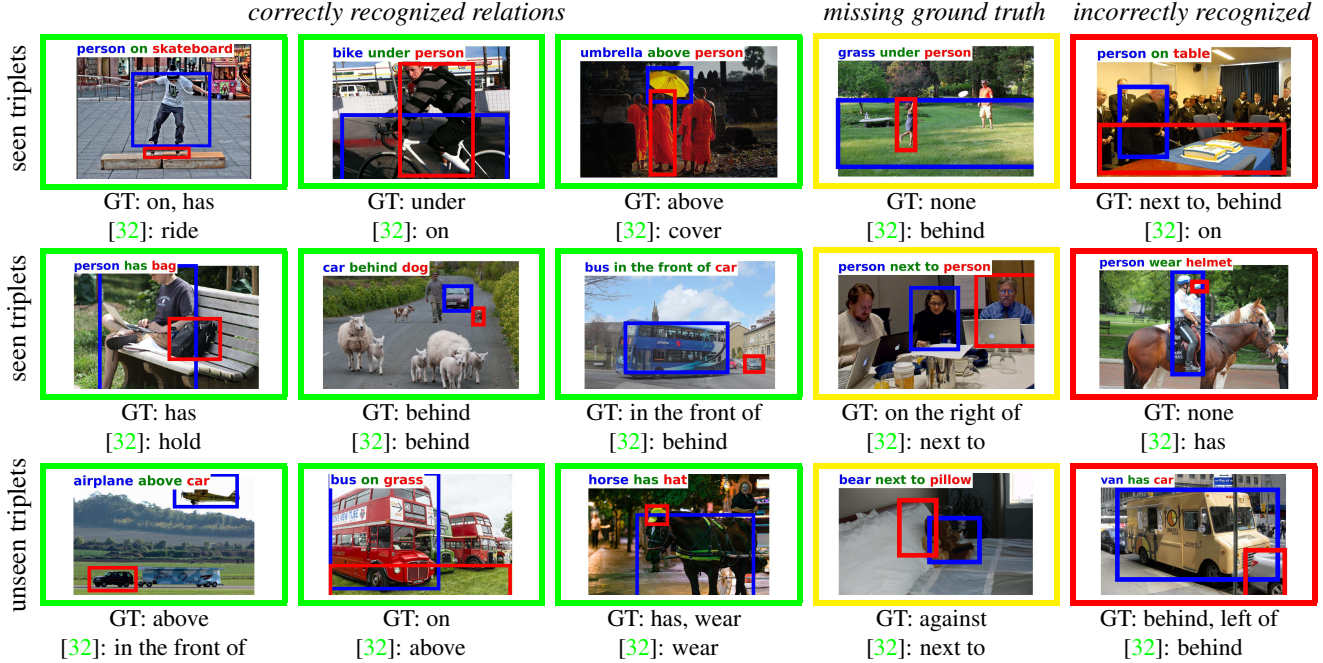 correctly recognized relations missing ground truth incorrectly recognized
seen triplets
person on skateboard bike under person umbrella above person grass under person person on table
GT: on, has GT: under GT: above GT: none GT: next to, behind
[32]: ride [32]: on [32]: cover [32]: behind [32]: on
seen triplets
person has bag car behind dog bus in the front of car person next to person person wear helmet
GT: has GT: behind GT: in the front of GT: on the right of GT: none
[32]: hold [32]: behind [32]: behind [32]: next to [32]: has
unseen triplets
airplane above car bus on grass horse has hat bear next to pillow van has car
GT: above GT: on GT: has, wear GT: against GT: behind, left of
[32]: in the front of [32]: above [32]: wear [32]: next to [32]: behind